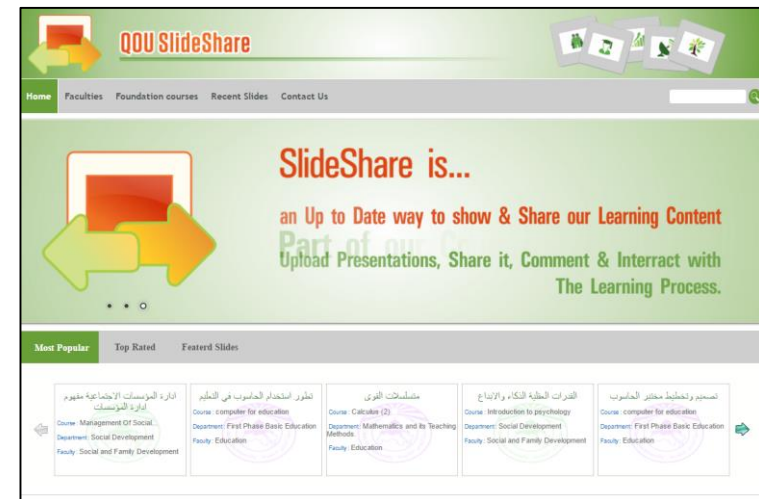 QOU SlideShare
Home Faculties Foundation courses Recent Slides Contact Us
SlideShare is...
an Up to Date way to show & Share our Learning Content
Part of our Co
Upload Presentations, Share it, Comment & Interract with
The Learning Process.
Most Popular Top Rated Featerd Slides
ادارة المؤسسات الاجتماعية مفهوم
ادارة المؤسسات
Course: Management Of Social...
Department: Social Development
Faculty: Social and Family Development
تطور استخدام الحاسوب في التعليم
Course: computer for education
Department: First Phase Basic Education
Faculty: Education
متسلسلات القوى
Course: Calculus (2)
Department: Mathematics and its Teaching
Methods
Faculty: Education
القدرات العقلية الذكاء والابداع
Course: Introduction to psychology
Department: Social Development
Faculty: Social and Family Development
تصميم وتخطيط مختبر الحاسوب
Course: computer for education
Department: First Phase Basic Education
Faculty: Education